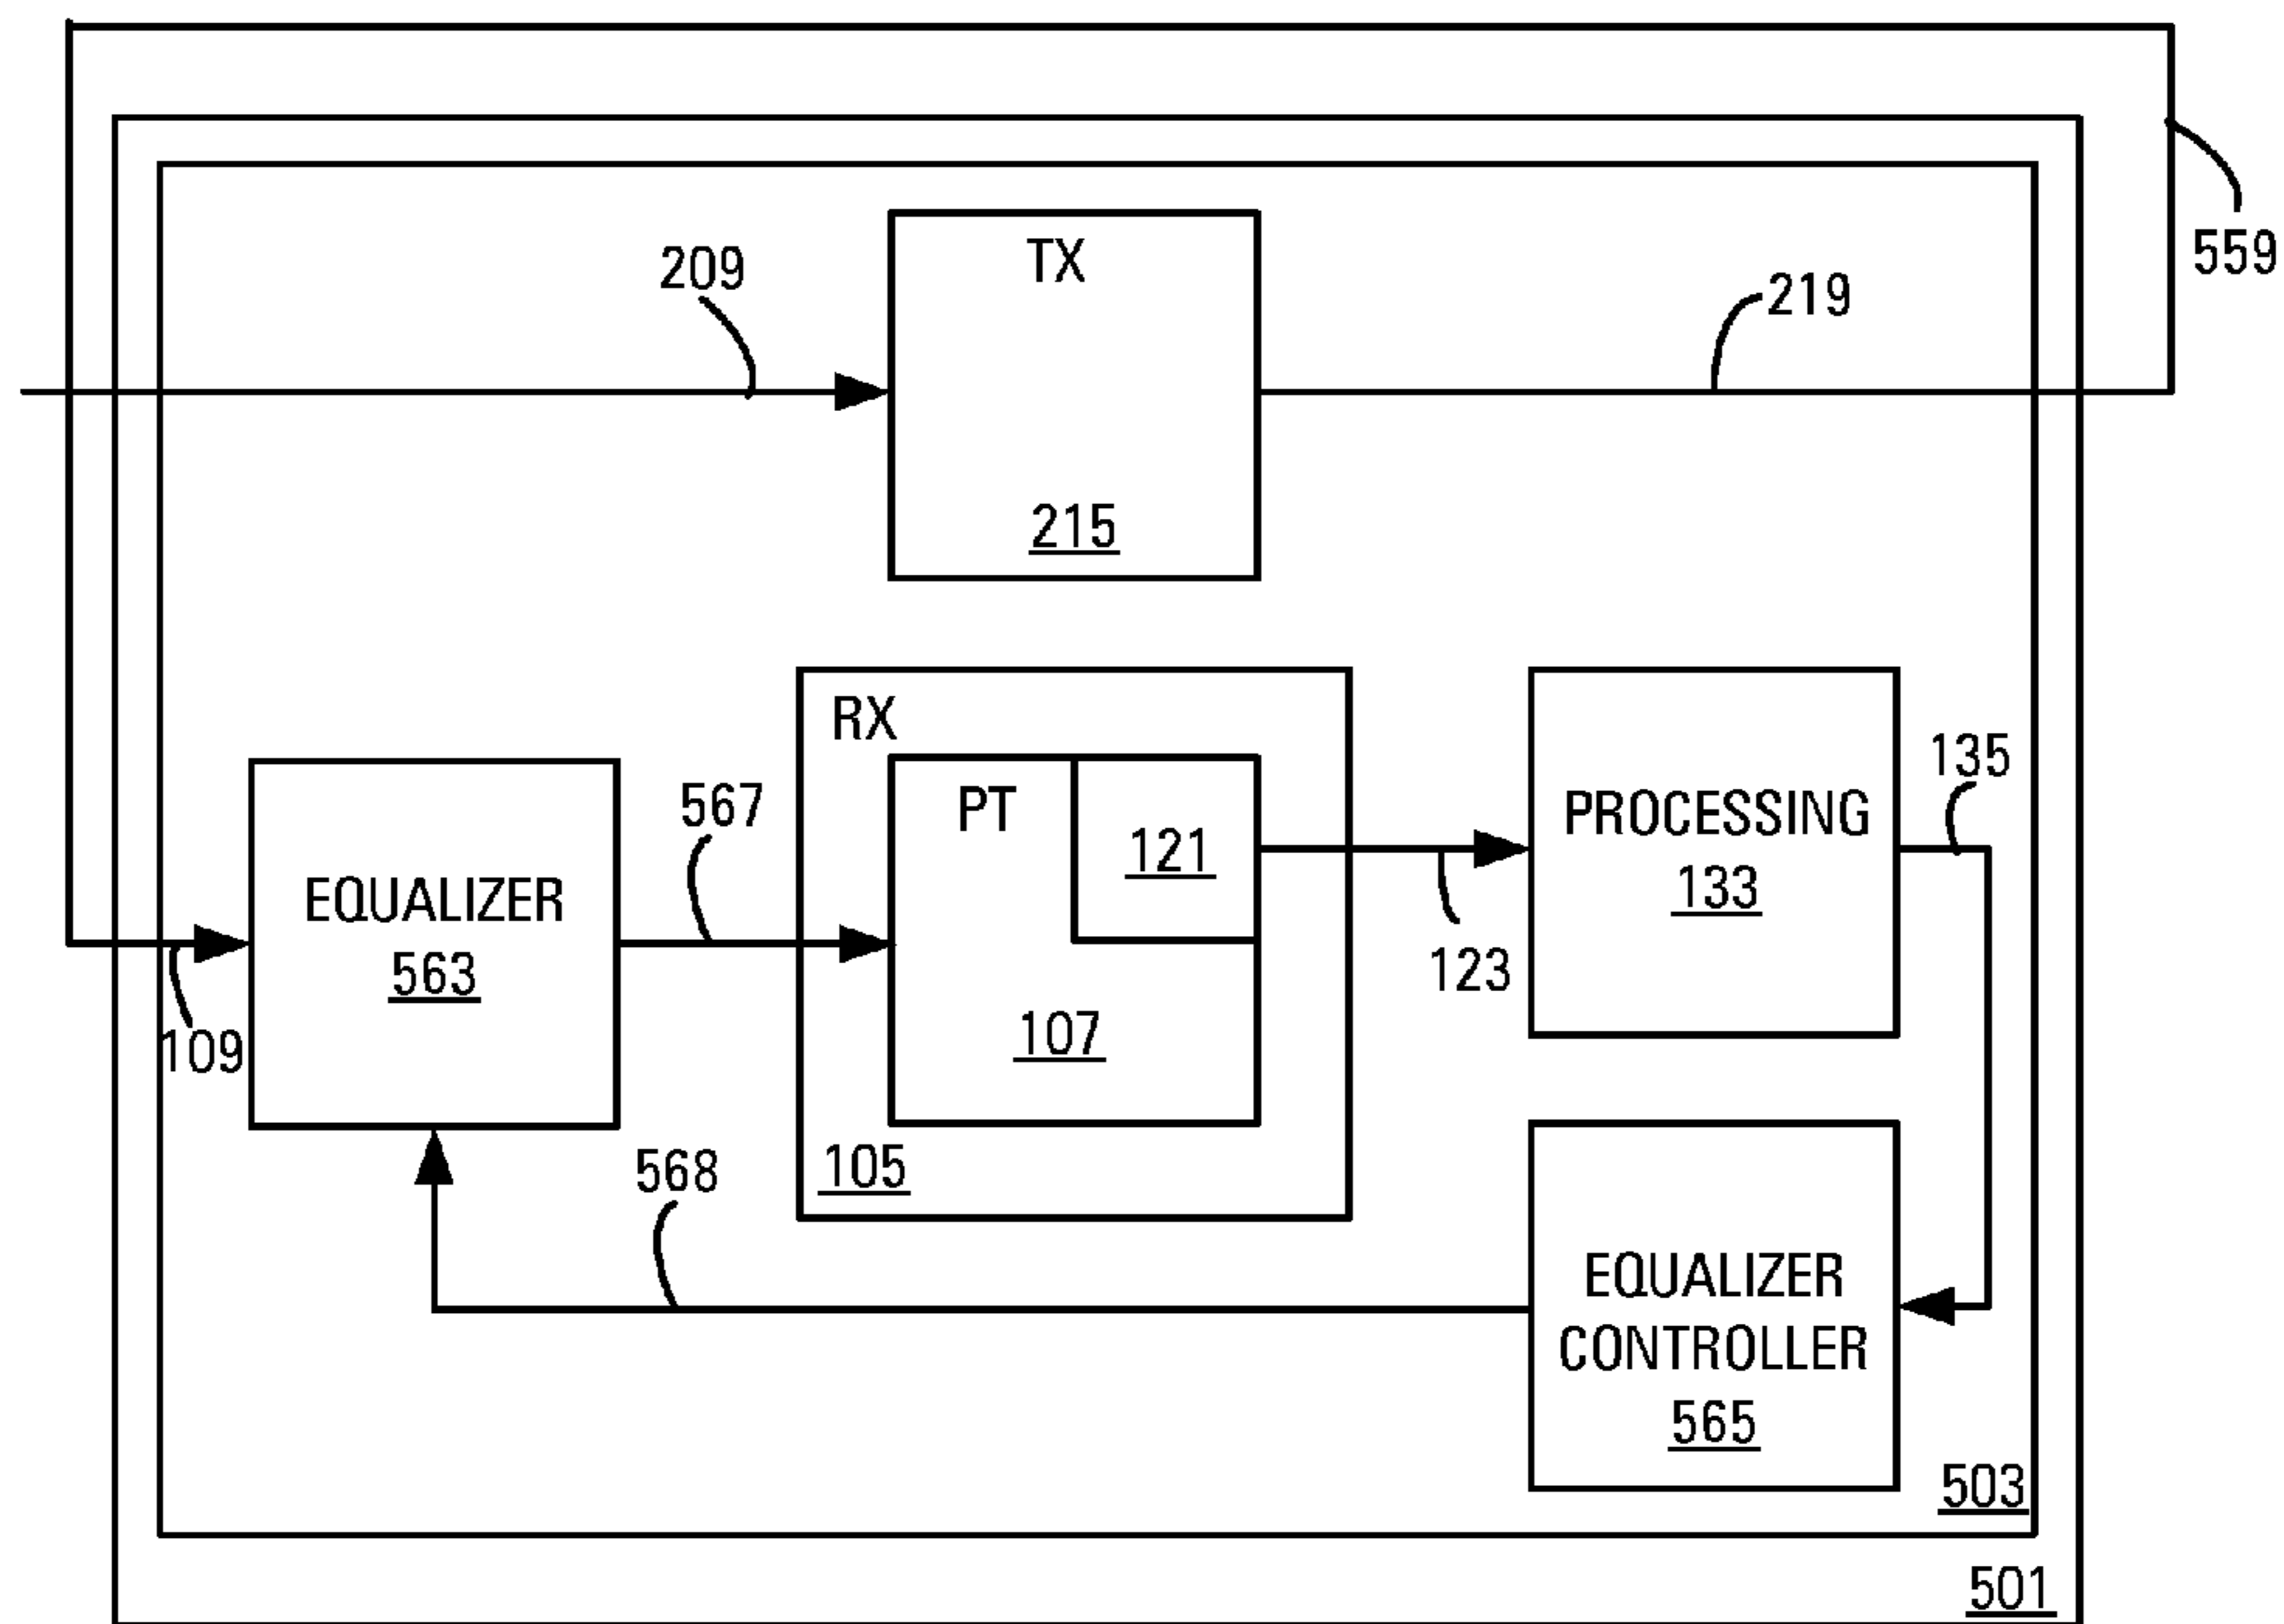 559
209
TX
219
215
RX
135
567
PT
PROCESSING
121
133
EQUALIZER
563
123
107
109
568
105
EQUALIZER
CONTROLLER
565
503
501